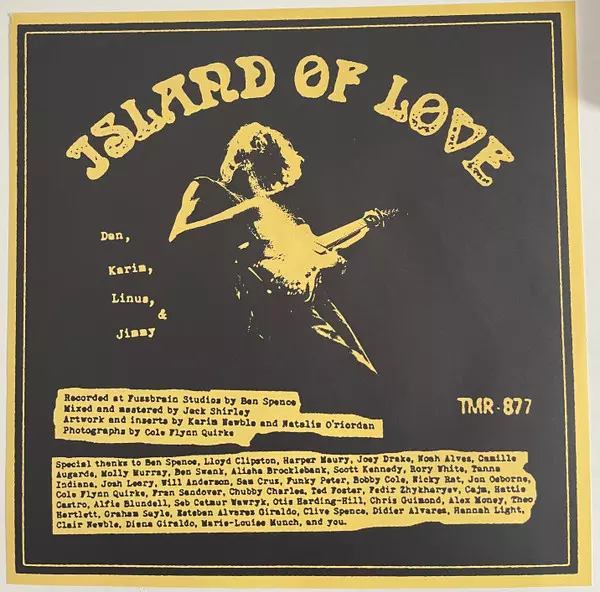 ISLAND OF LOVE
Dan,
Karim,
Linus,
&
Jimmy
Recorded at Fuzzbrain Studios by Ben Spence
Mixed and mastered by Jack Shirley
Artwork and inserts by Karim Newble and Natalia O'riordan
Photographs by Cole Flynn Quirke
TMR-877
Special thanks to Ben Spence, Lloyd Clipston, Harper Maury, Joey Drake, Noah Alves, Camille
Augarde, Molly Murray, Ben Swank, Alisha Brocklebank, Scott Kennedy, Rory White, Tanna
Indiana, Josh Leery, Will Anderson, Sam Cruz, Funky Peter, Bobby Cole, Nicky Rat, Jon Osborne,
Cole Flynn Quirke, Fran Sandover, Chubby Charles, Ted Foster, Fedir Zhykharyev, Cajm, Hattie
Castro, Alfie Blundell, Seb Catmur Wawryk, Otis Harding-Hill, Chris Guimond, Alex Money, Theo
Hartlett, Graham Sayle, Esteban Alvarez Giraldo, Clive Spence, Didier Alvarez, Hannah Light,
Clair Newble, Diana Giraldo, Marie-Louise Munch, and you.